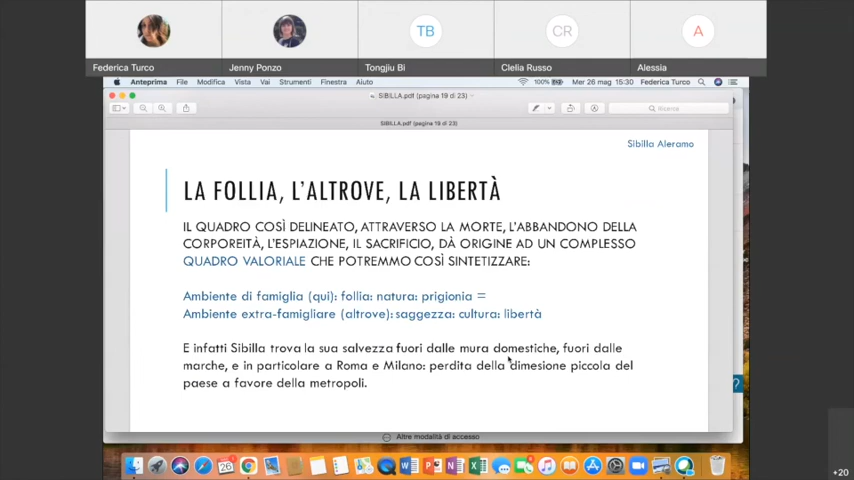 TB
CR
A
Federica Turco
Jenny Ponzo
Tongjiu Bi
Clelia Russo
Alessia
Anteprima File Modifica Vista Vai Strumenti Finestra Aiuto 100% Mer 26 mag 15:30 Federica Turco
SIBILLA.pdf (pagina 19 di 23)
Ricerca
SIBILLA.pdf (pagina 19 di 23)
Sibilla Aleramo
LA FOLLIA, L'ALTROVE, LA LIBERTÀ
IL QUADRO COSÌ DELINEATO, ATTRAVERSO LA MORTE, L'ABBANDONO DELLA
CORPOREITÀ, L'ESPIAZIONE, IL SACRIFICIO, DÀ ORIGINE AD UN COMPLESSO
QUADRO VALORIALE CHE POTREMMO COSÌ SINTETIZZARE:
Ambiente di famiglia (qui): follia: natura: prigionia =
Ambiente extra-famigliare (altrove): saggezza: cultura: libertà
E infatti Sibilla trova la sua salvezza fuori dalle mura domestiche, fuori dalle
marche, e in particolare a Roma e Milano: perdita della dimesione piccola del
paese a favore della metropoli.
?
Altre modalità di accesso
26
+20